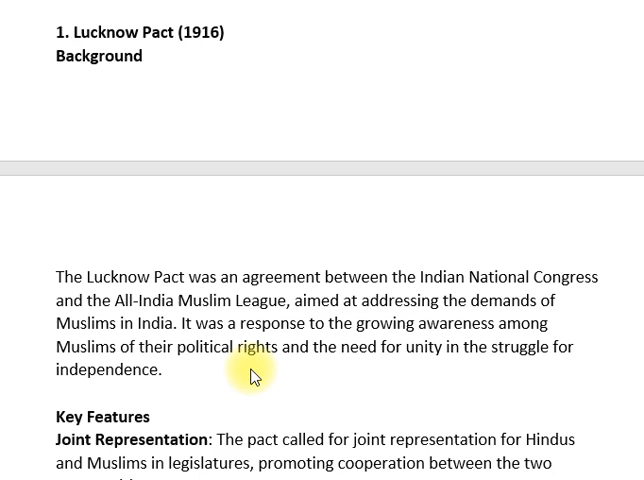 1. Lucknow Pact (1916)
Background
The Lucknow Pact was an agreement between the Indian National Congress
and the All-India Muslim League, aimed at addressing the demands of
Muslims in India. It was a response to the growing awareness among
Muslims of their political rights and the need for unity in the struggle for
independence.
Key Features
Joint Representation: The pact called for joint representation for Hindus
and Muslims in legislatures, promoting cooperation between the two